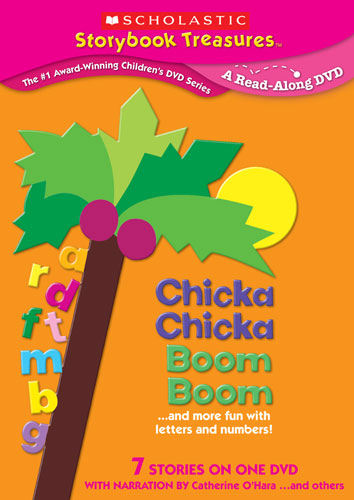 SCHOLASTIC
Storybook Treasures™
The #1 Award-Winning Children's DVD Series
A Read-Along DVD
a
r
d
f t
m
b
g
Chicka
Chicka
Boom
Boom
...and more fun with
letters and numbers!
7 STORIES ON ONE DVD
WITH NARRATION BY Catherine O'Hara ...and others